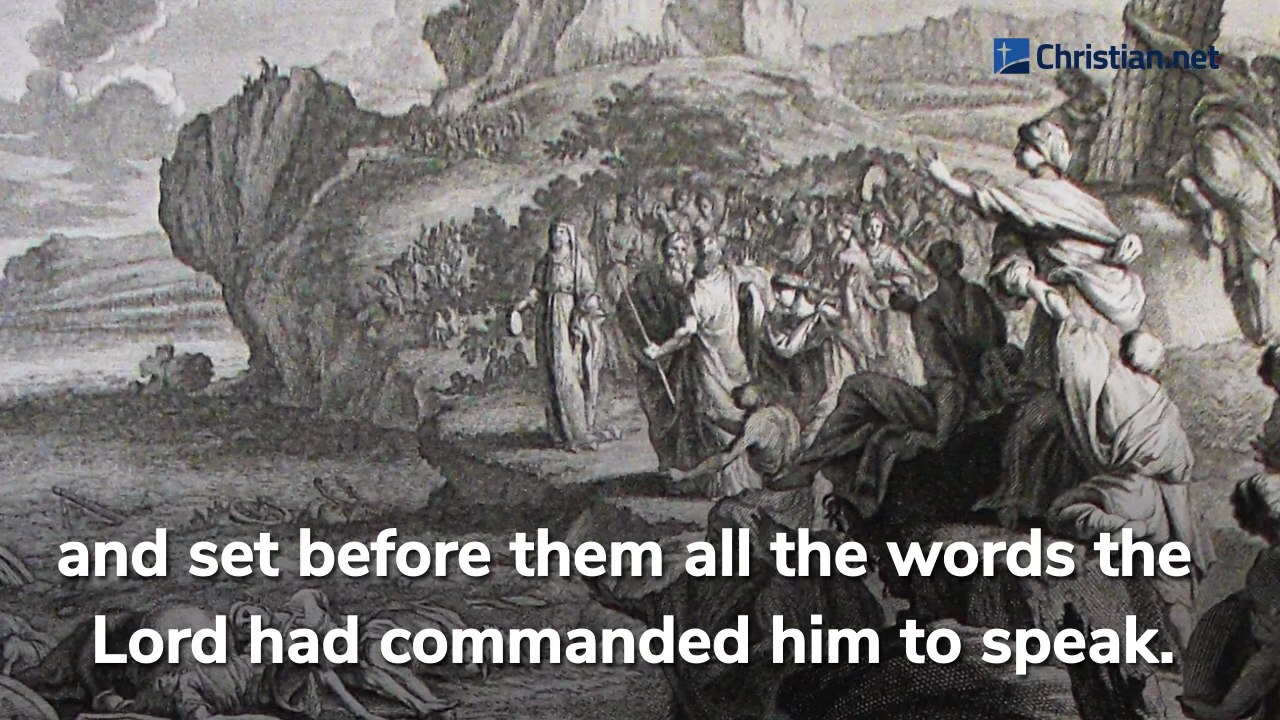 Christian.net
and set before them all the words the
Lord had commanded him to speak.